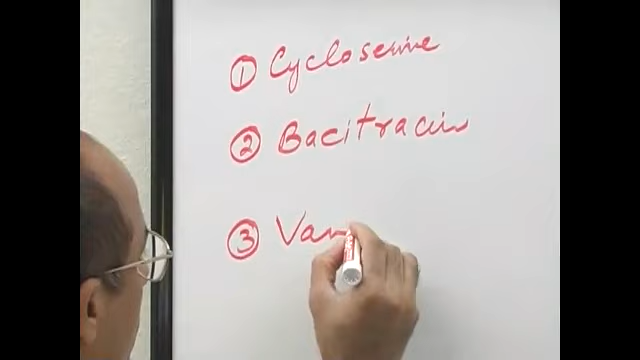 ① Cycloserine
② Bacitracin
③ Van